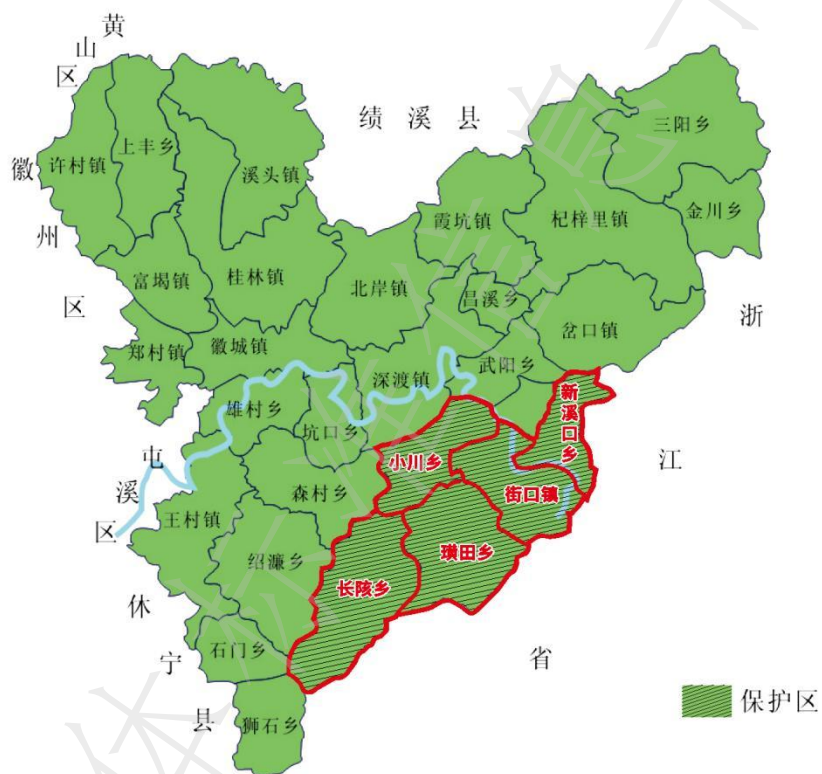 黄山区
绩溪县
三阳乡
上丰乡
许村镇
溪头镇
徽州区
金川乡
霞坑镇
杞梓里镇
富堨镇
桂林镇
北岸镇
昌溪乡
浙江省
岔口镇
郑村镇
徽城镇
武阳乡
深渡镇
新溪口乡
雄村乡
坑口乡
小川乡
屯溪区
森村乡
街口镇
王村镇
璜田乡
绍濂乡
长陔乡
休宁县
石门乡
狮石乡
保护区